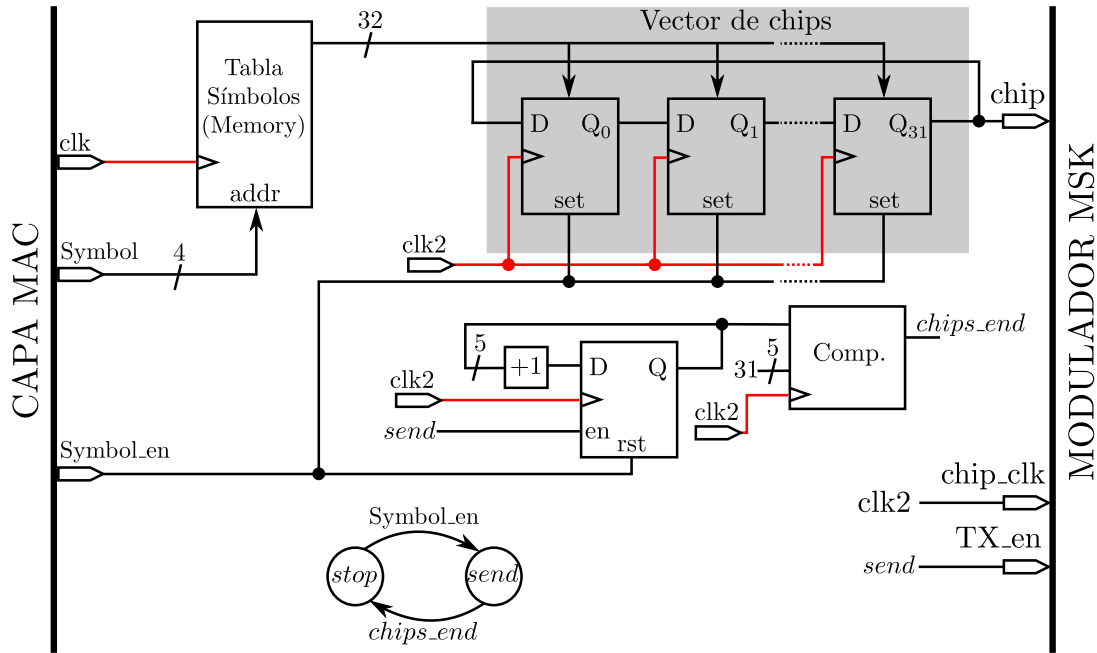 32
Vector de chips
Tabla
Símbolos
(Memory)
addr
clk
Symbol
4
CAPA MAC
D Q0
set
D Q1
set
D Q31
set
clk2
chip
MODULADOR MSK
5
+1
D Q
en
rst
clk2
send
Comp.
31
5
clk2
chips_end
Symbol_en
chip_clk
clk2
TX_en
send
Symbol_en
stop
send
chips_end